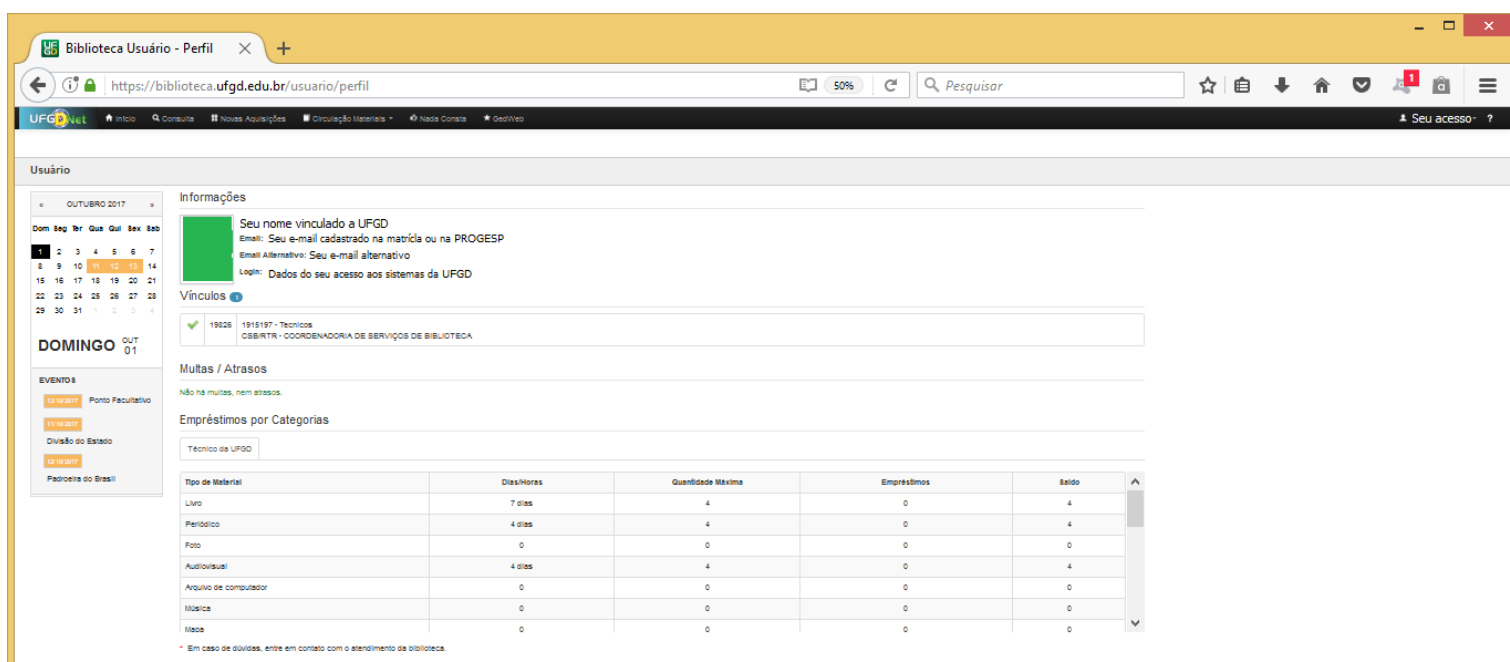 Biblioteca Usuário - Perfil
https://biblioteca.ufgd.edu.br/usuario/perfil
50%
Pesquisar
1
UFGDNet
Início
Consulta
Novas Aquisições
Circulação Materiais
Nada Consta
GedWeb
Seu acesso
?
Usuário
« OUTUBRO 2017 »
Dom Seg Ter Qua Qui Sex Sab
1 2 3 4 5 6 7
8 9 10 11 12 13 14
15 16 17 18 19 20 21
22 23 24 25 26 27 28
29 30 31 1 2 3 4
DOMINGO OUT 01
EVENTOS
Ponto Facultativo
Divisão do Estado
Padroeira do Brasil
Informações
Seu nome vinculado a UFGD
Email: Seu e-mail cadastrado na matrícla ou na PROGESP
Email Alternativo: Seu e-mail alternativo
Login: Dados do seu acesso aos sistemas da UFGD
Vínculos 1
19826 1915197 - Tecnicos
CSB/RTR - COORDENADORIA DE SERVIÇOS DE BIBLIOTECA
Multas / Atrasos
Não há multas, nem atrasos.
Empréstimos por Categorias
Técnico da UFGD
Tipo de Material Dias/Horas Quantidade Máxima Empréstimos Saldo
Livro 7 dias 4 0 4
Periódico 4 dias 4 0 4
Foto 0 0 0 0
Audiovisual 4 dias 4 0 4
Arquivo de computador 0 0 0 0
Música 0 0 0 0
Mapa 0 0 0 0
* Em caso de dúvidas, entre em contato com o atendimento da biblioteca.